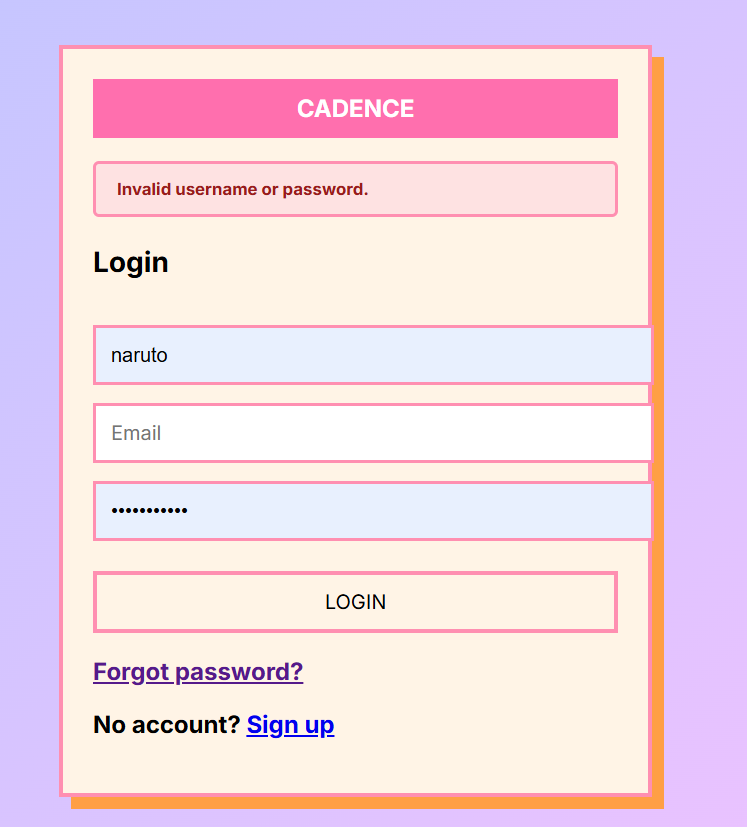 CADENCE
Invalid username or password.
Login
naruto
Email
•••••••••••
LOGIN
Forgot password?
No account? Sign up